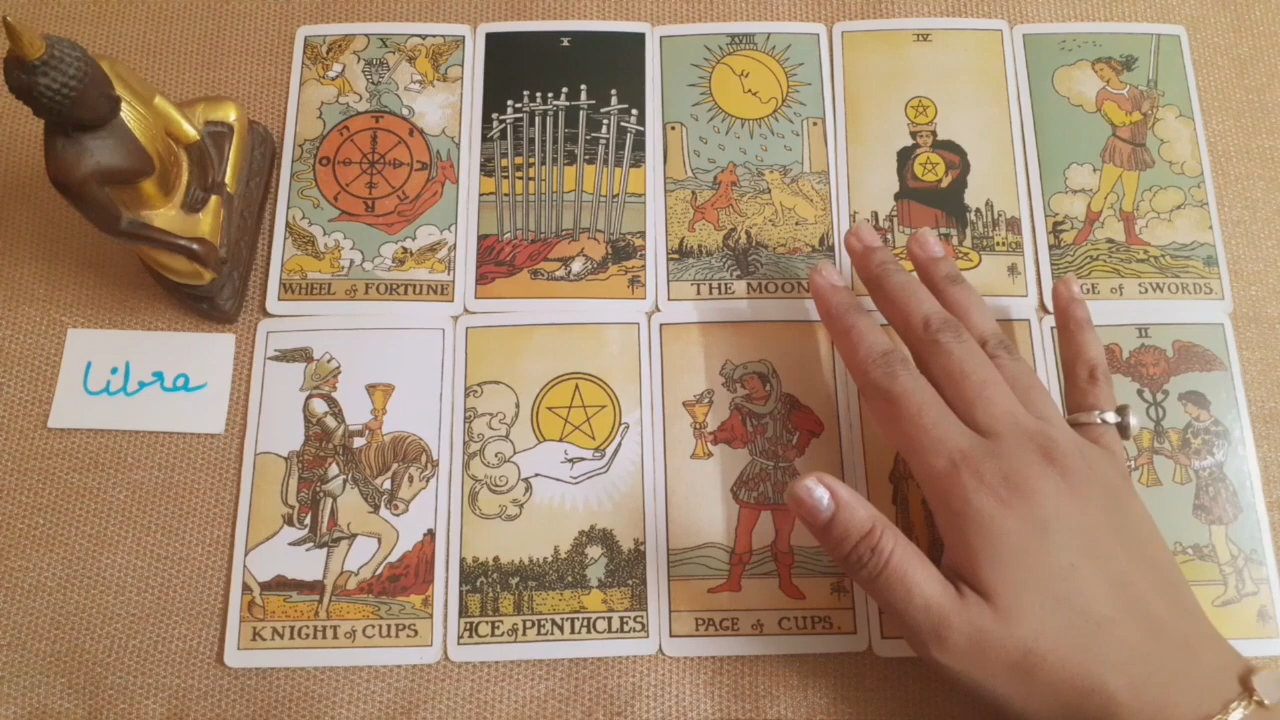 X
X
XVIII
IV
T
A
R
O
WHEEL of FORTUNE
THE MOON
GE of SWORDS.
Libra
II
KNIGHT of CUPS.
ACE of PENTACLES.
PAGE of CUPS.